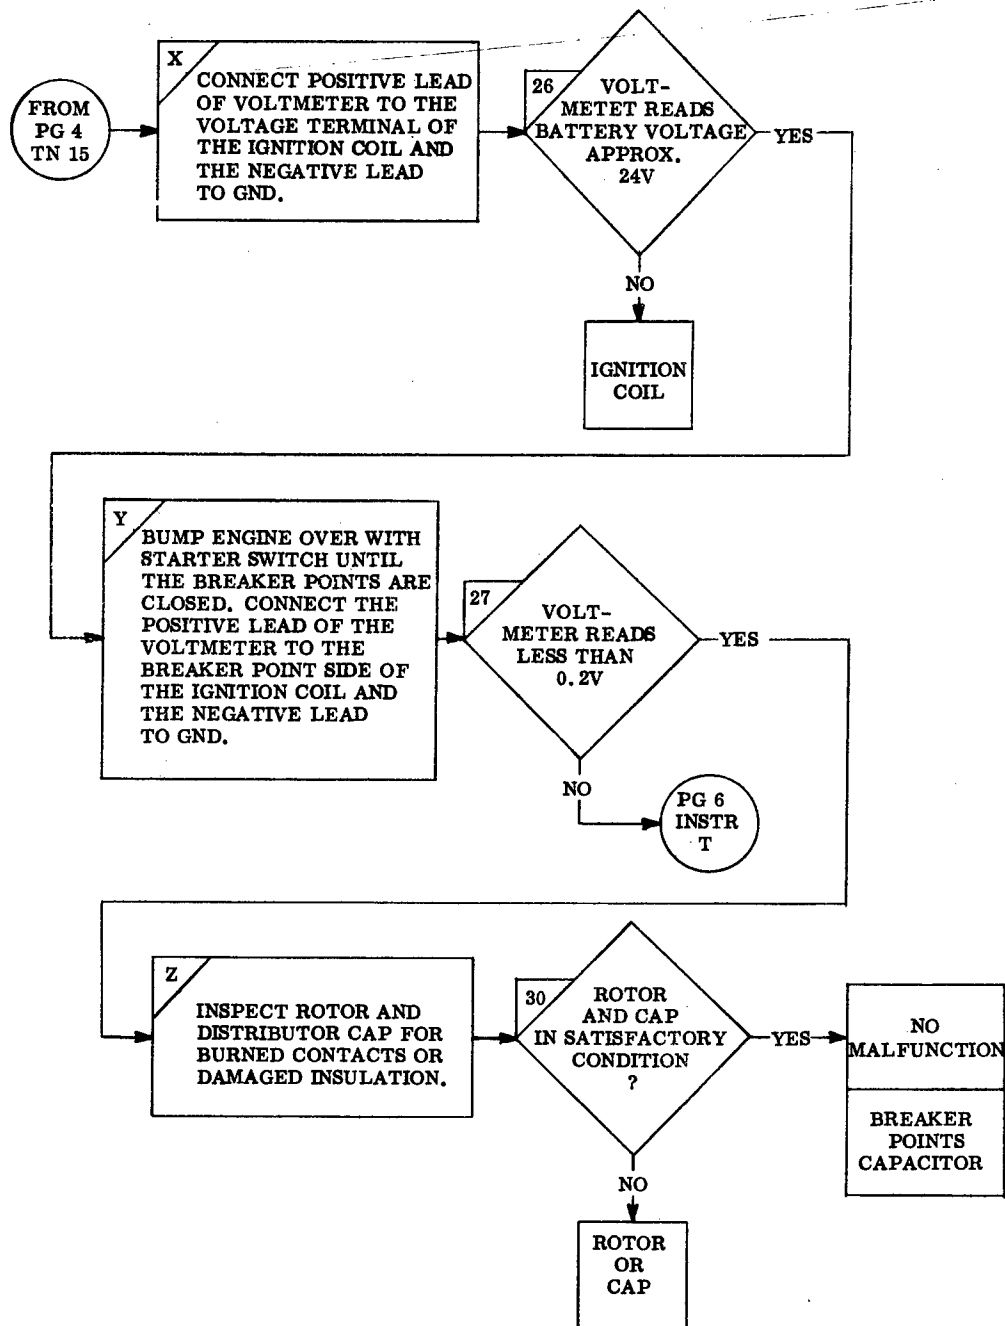 FROM
PG 4
TN 15
X
CONNECT POSITIVE LEAD
OF VOLTMETER TO THE
VOLTAGE TERMINAL OF
THE IGNITION COIL AND
THE NEGATIVE LEAD
TO GND.
26
VOLT-
METET READS
BATTERY VOLTAGE
APPROX.
24V
YES
NO
IGNITION
COIL
Y
BUMP ENGINE OVER WITH
STARTER SWITCH UNTIL
THE BREAKER POINTS ARE
CLOSED. CONNECT THE
POSITIVE LEAD OF THE
VOLTMETER TO THE
BREAKER POINT SIDE OF
THE IGNITION COIL AND
THE NEGATIVE LEAD
TO GND.
27
VOLT-
METER READS
LESS THAN
0.2V
YES
NO
PG 6
INSTR
T
Z
INSPECT ROTOR AND
DISTRIBUTOR CAP FOR
BURNED CONTACTS OR
DAMAGED INSULATION.
30
ROTOR
AND CAP
IN SATISFACTORY
CONDITION
?
YES
NO
MALFUNCTION
BREAKER
POINTS
CAPACITOR
NO
ROTOR
OR
CAP